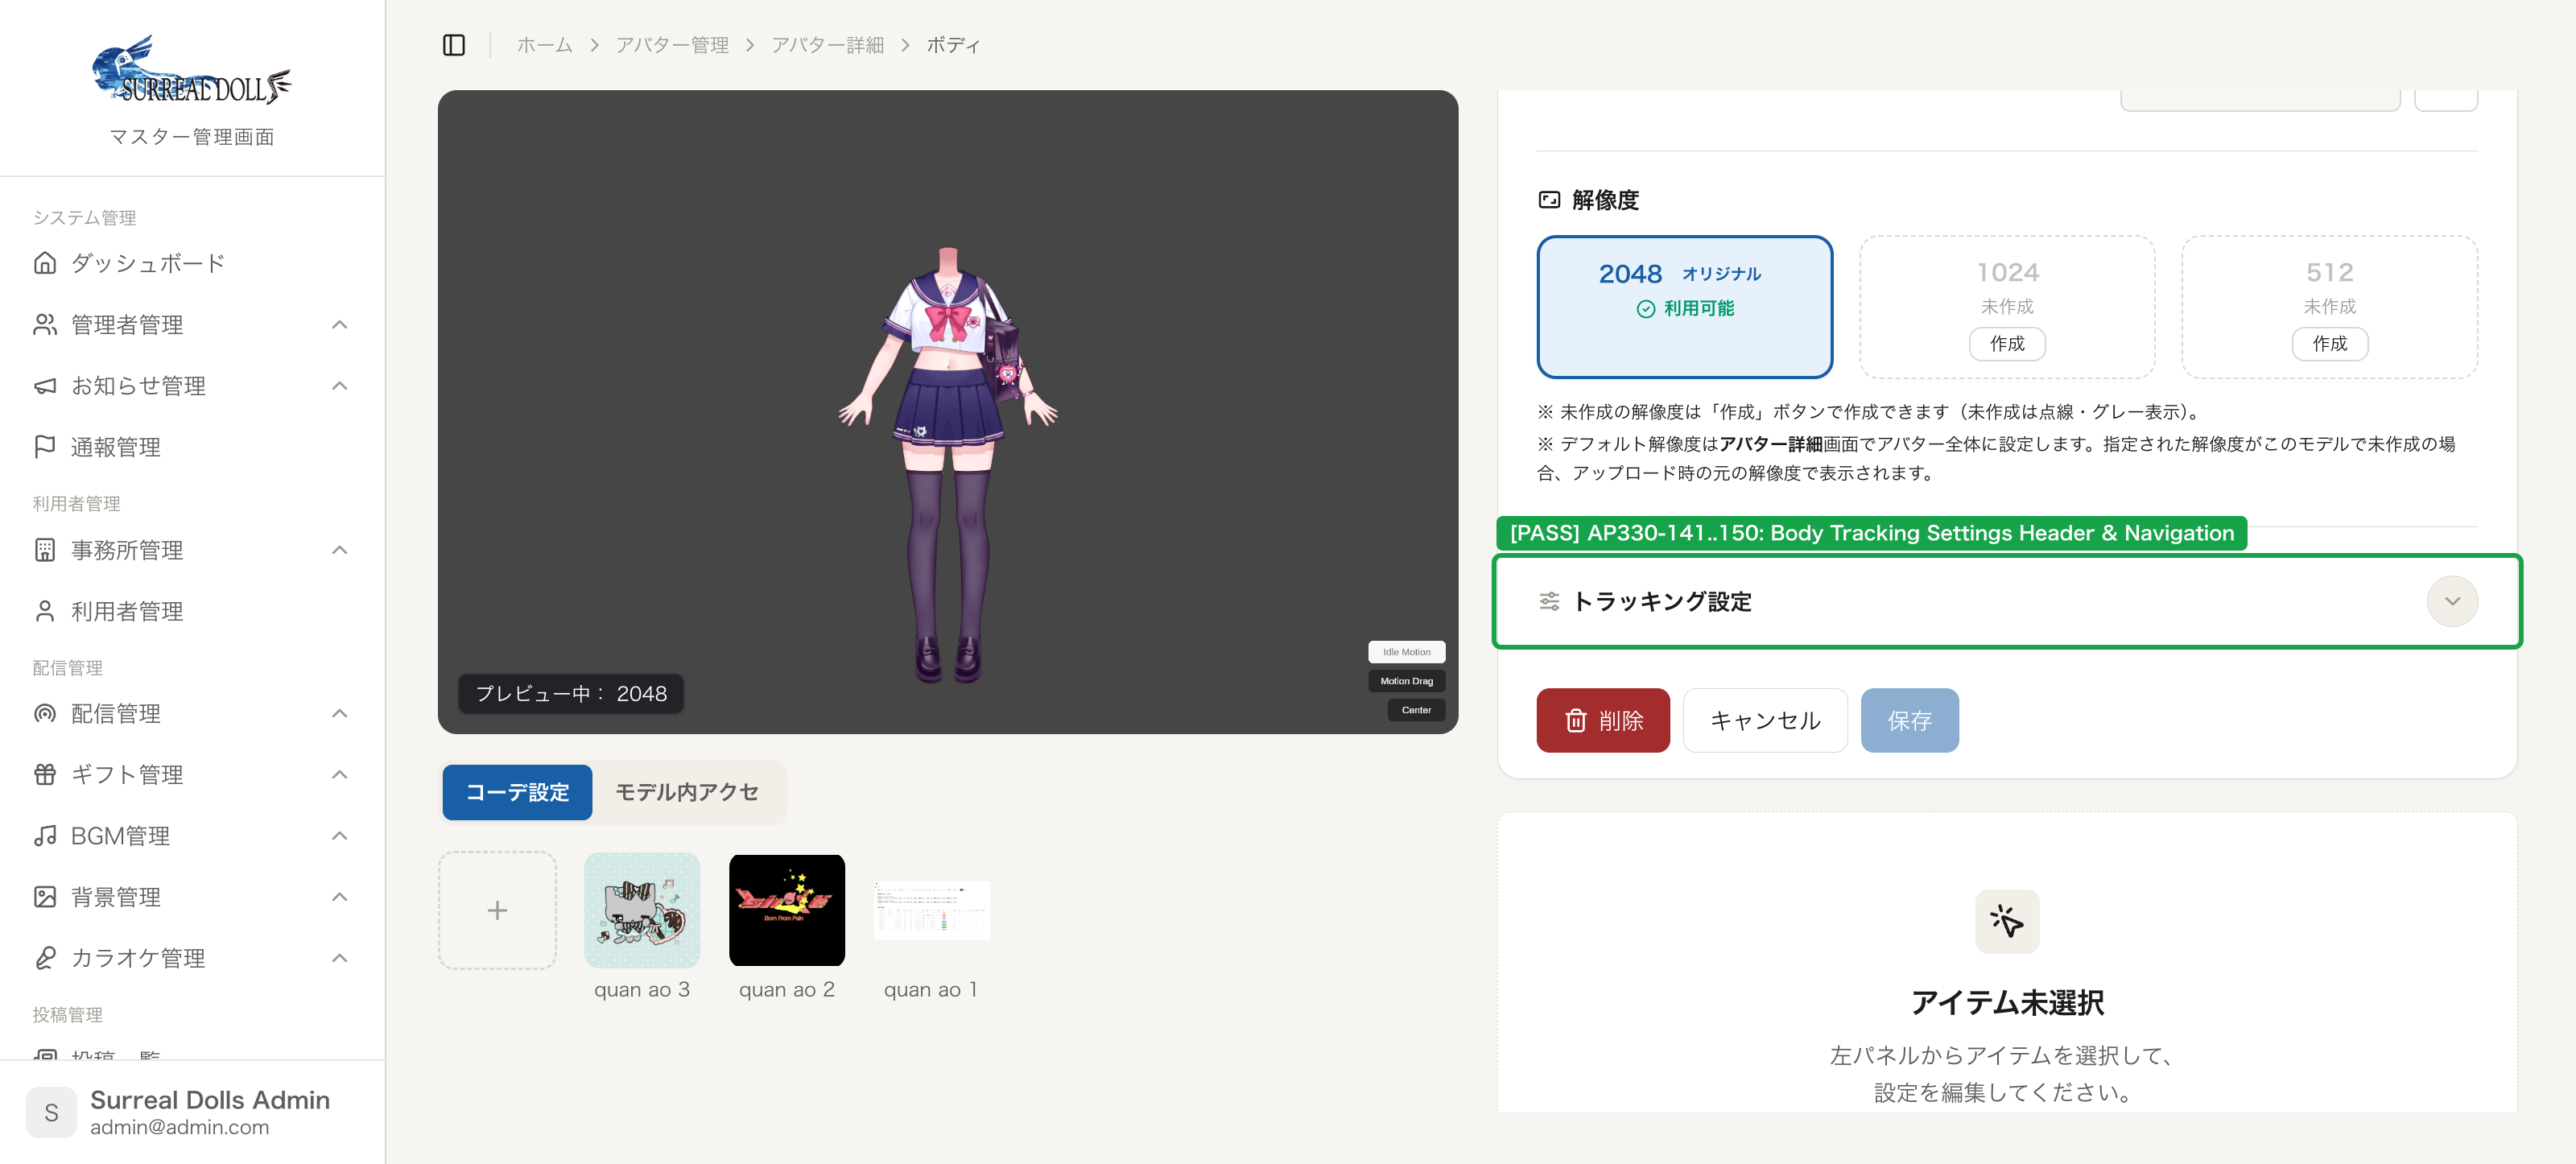 SURREAL DOLL
マスター管理画面
システム管理
ダッシュボード
管理者管理
お知らせ管理
通報管理
利用者管理
事務所管理
利用者管理
配信管理
配信管理
ギフト管理
BGM管理
背景管理
カラオケ管理
投稿管理
投稿一覧
S
Surreal Dolls Admin
admin@admin.com
ホーム > アバター管理 > アバター詳細 > ボディ
プレビュー中： 2048
Idle Motion
Motion Drag
Center
コーデ設定 モデル内アクセ
Born From Pain
quan ao 3 quan ao 2 quan ao 1
解像度
2048 オリジナル
利用可能
1024
未作成
作成
512
未作成
作成
※ 未作成の解像度は「作成」ボタンで作成できます（未作成は点線・グレー表示）。
※ デフォルト解像度はアバター詳細画面でアバター全体に設定します。指定された解像度がこのモデルで未作成の場
合、アップロード時の元の解像度で表示されます。
[PASS] AP330-141..150: Body Tracking Settings Header & Navigation
トラッキング設定
削除 キャンセル 保存
アイテム未選択
左パネルからアイテムを選択して、
設定を編集してください。